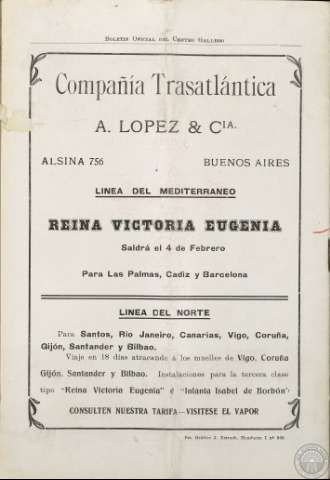 BOLETIN OFICIAL DEL CENTRO GALLEGO
Compañía Trasatlántica
A. LOPEZ & CIA.
ALSINA 756 BUENOS AIRES
LINEA DEL MEDITERRANEO
REINA VICTORIA EUGENIA
Saldrá el 4 de Febrero
Para Las Palmas, Cadiz y Barcelona
LINEA DEL NORTE
Para Santos, Río Janeiro, Canarias, Vigo, Coruña,
Gijón, Santander y Bilbao.
Viaje en 18 días atracando á los muelles de Vigo, Coruña
Gijón, Santander y Bilbao. Instalaciones para la tercera clase
tipo "Reina Victoria Eugenia" é "Infanta Isabel de Borbón"
CONSULTEN NUESTRA TARIFA—VISITESE EL VAPOR